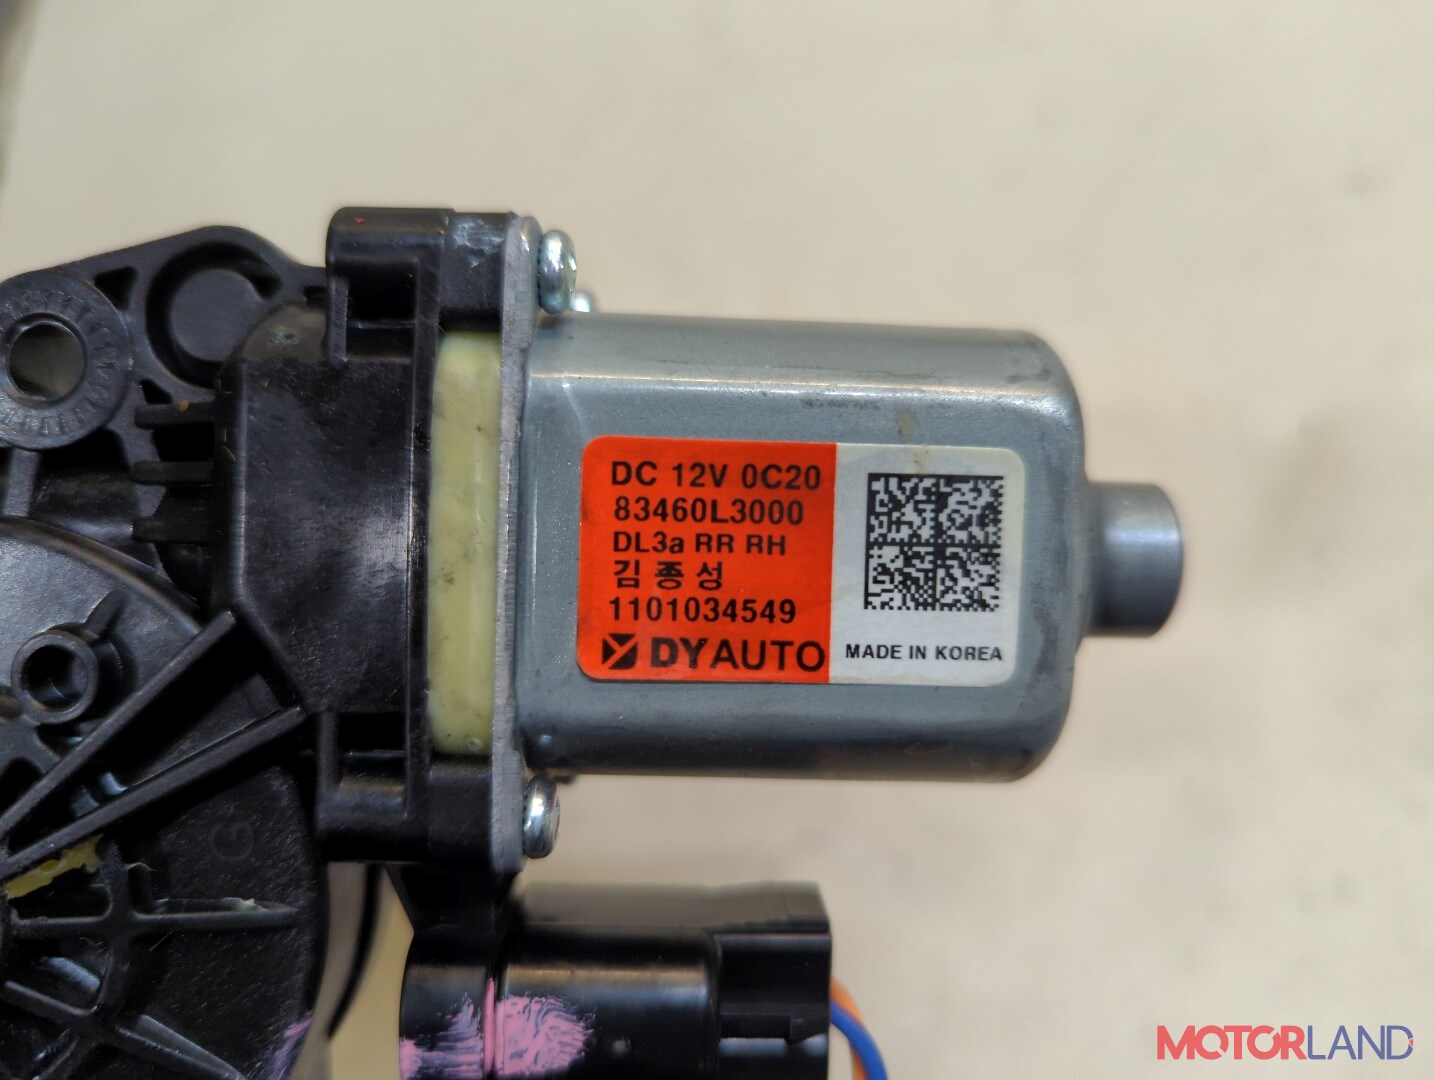 DC 12V 0C20
83460L3000
DL3a RR RH
김종성
1101034549
DYAUTO
MADE IN KOREA
G
MOTORLAND